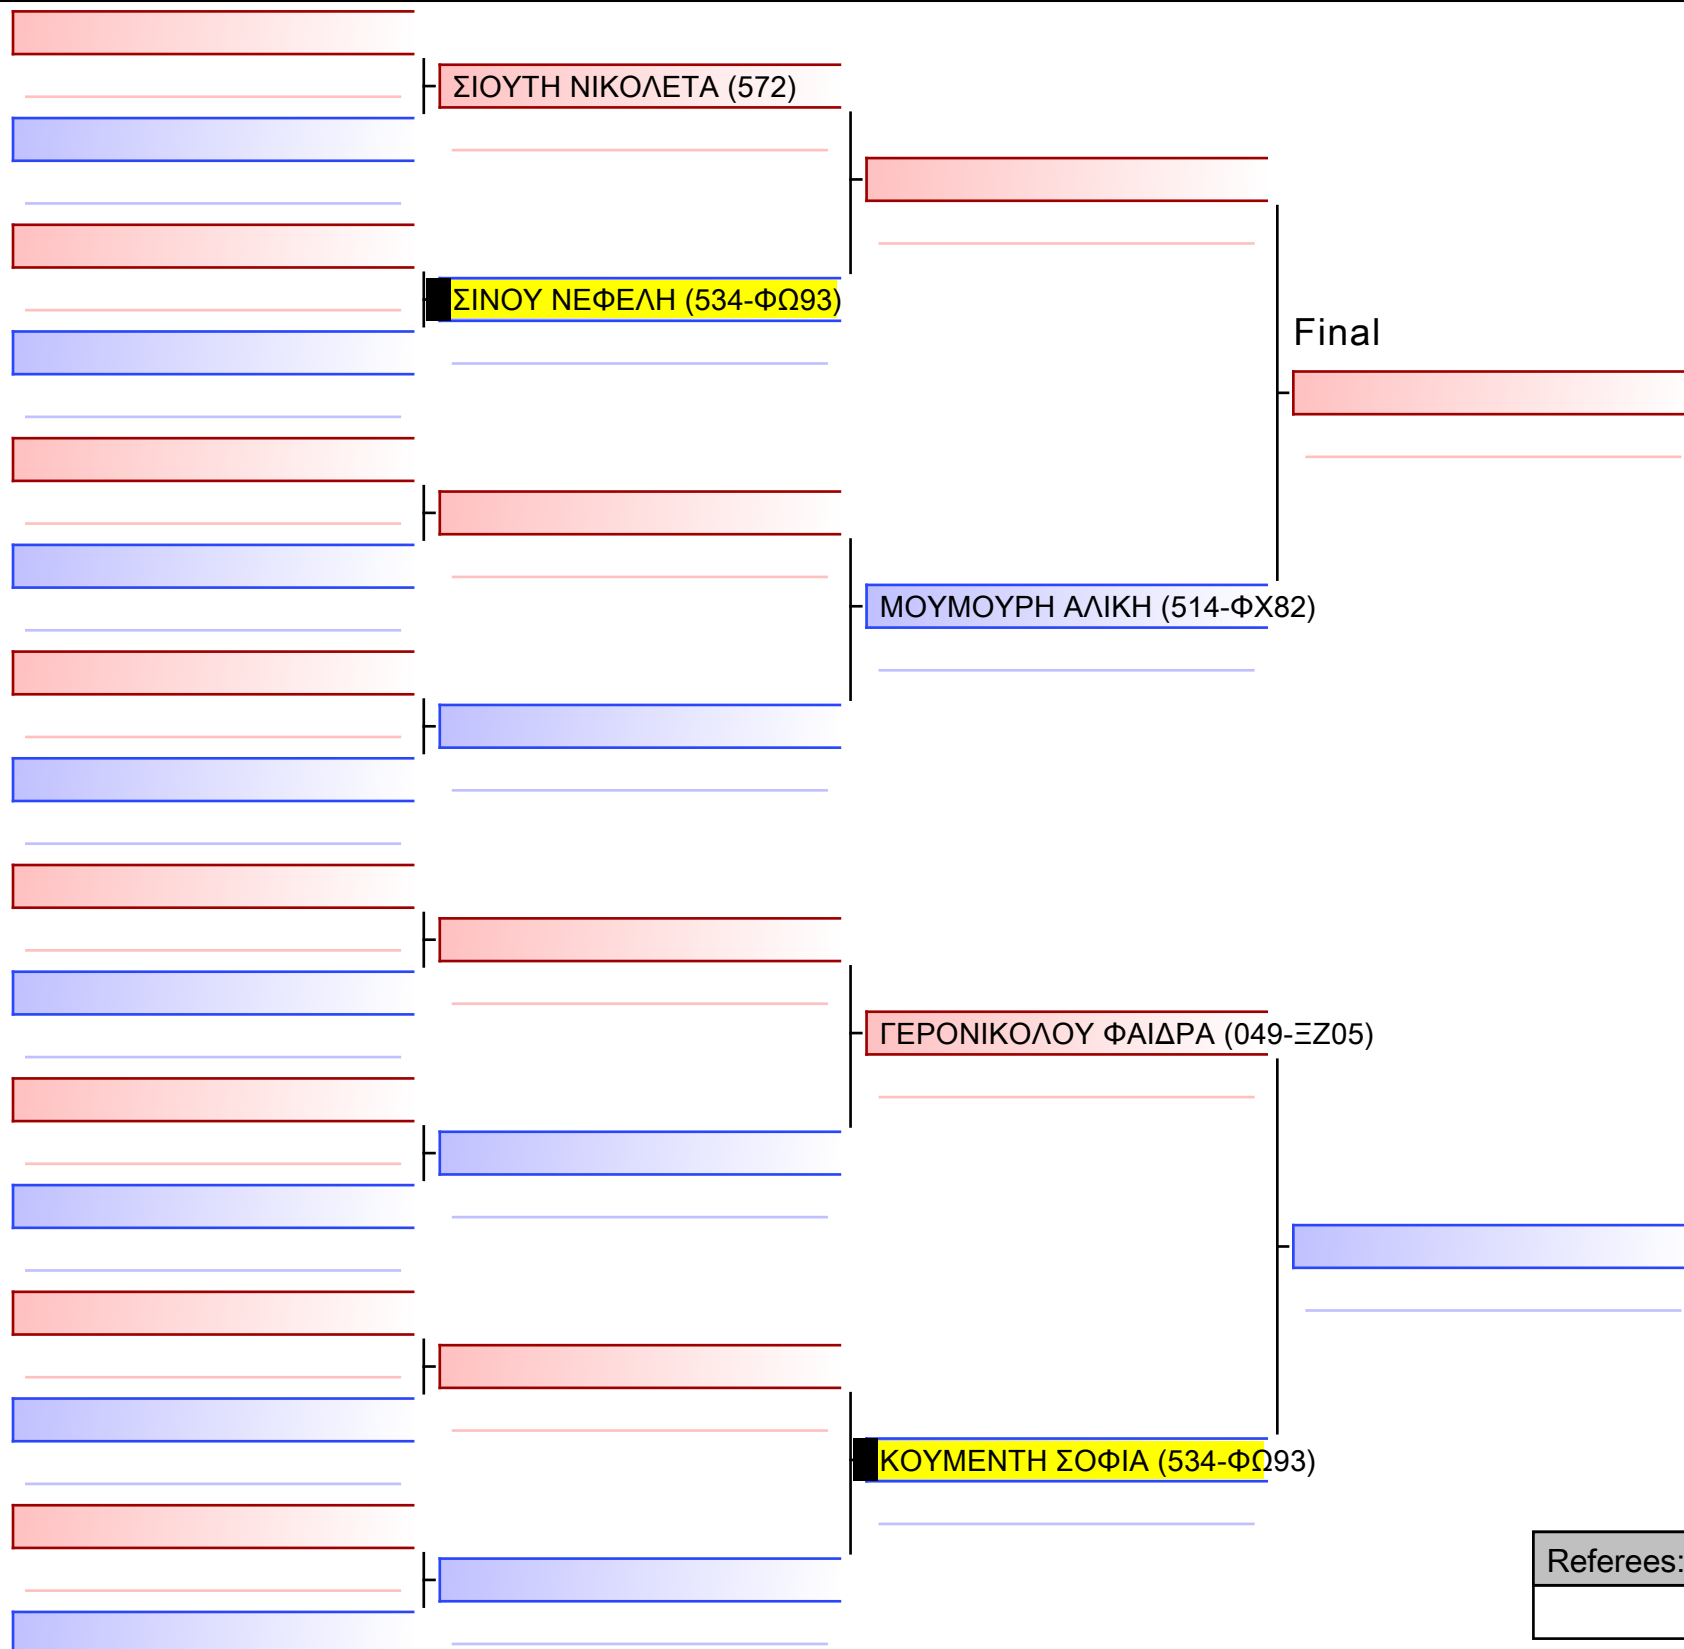 ΣΙΟΥΤΗ ΝΙΚΟΛΕΤΑ (572)
ΣΙΝΟΥ ΝΕΦΕΛΗ (534-ΦΩ93)
Final
ΜΟΥΜΟΥΡΗ ΑΛΙΚΗ (514-ΦΧ82)
ΓΕΡΟΝΙΚΟΛΟΥ ΦΑΙΔΡΑ (049-ΞΖ05)
ΚΟΥΜΕΝΤΗ ΣΟΦΙΑ (534-ΦΩ93)
Referees: